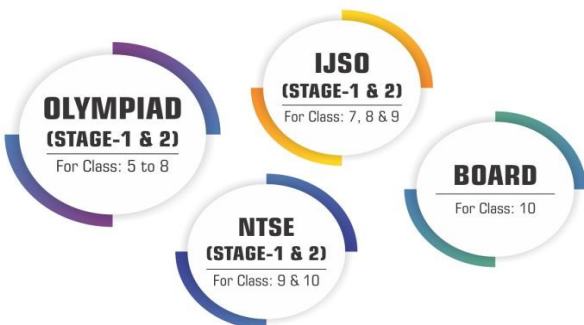 OLYMPIAD
(STAGE-1 & 2)
For Class: 5 to 8
IJSO
(STAGE-1 & 2)
For Class: 7, 8 & 9
NTSE
(STAGE-1 & 2)
For Class: 9 & 10
BOARD
For Class: 10